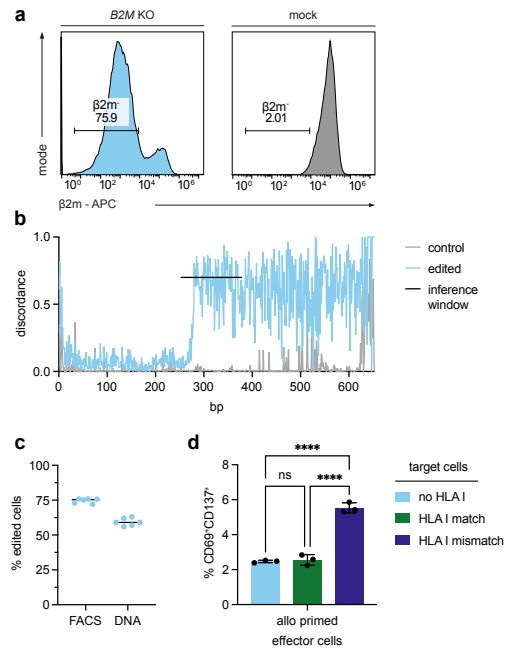 a
B2M KO
mock
mode
β2m⁻
75.9
β2m⁻
2.01
10⁰ 10² 10⁴ 10⁶
10⁰ 10² 10⁴ 10⁶
β2m - APC
b
discordance
1.0
0.5
0.0
0 100 200 300 400 500 600
bp
control
edited
inference
window
c
% edited cells
100
75
50
25
0
FACS DNA
d
% CD69⁺CD137⁺
8
6
4
2
0
****
ns
****
allo primed
effector cells
target cells
no HLA I
HLA I match
HLA I mismatch